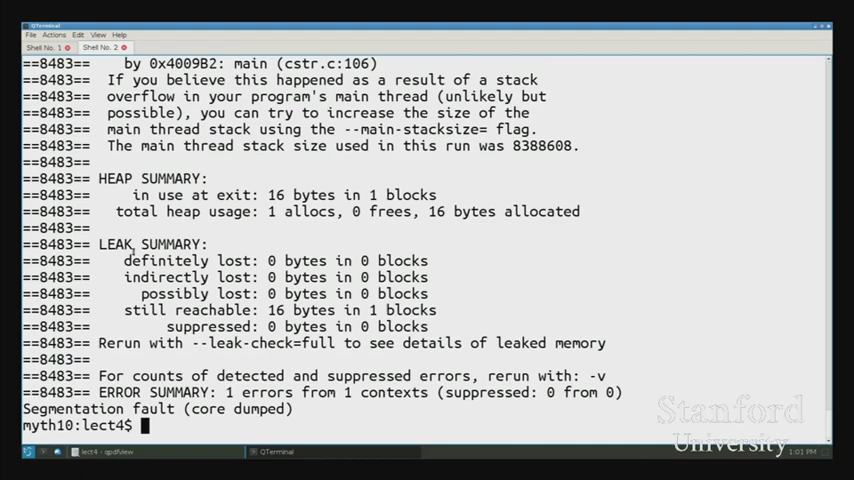 QTerminal
File Actions Edit View Help
Shell No. 1 Shell No. 2
==8483==    by 0x4009B2: main (cstr.c:106)
==8483==  If you believe this happened as a result of a stack
==8483==  overflow in your program's main thread (unlikely but
==8483==  possible), you can try to increase the size of the
==8483==  main thread stack using the --main-stacksize= flag.
==8483==  The main thread stack size used in this run was 8388608.
==8483==
==8483== HEAP SUMMARY:
==8483==     in use at exit: 16 bytes in 1 blocks
==8483==   total heap usage: 1 allocs, 0 frees, 16 bytes allocated
==8483==
==8483== LEAK SUMMARY:
==8483==    definitely lost: 0 bytes in 0 blocks
==8483==    indirectly lost: 0 bytes in 0 blocks
==8483==      possibly lost: 0 bytes in 0 blocks
==8483==    still reachable: 16 bytes in 1 blocks
==8483==         suppressed: 0 bytes in 0 blocks
==8483== Rerun with --leak-check=full to see details of leaked memory
==8483==
==8483== For counts of detected and suppressed errors, rerun with: -v
==8483== ERROR SUMMARY: 1 errors from 1 contexts (suppressed: 0 from 0)
Segmentation fault (core dumped)
myth10:lect4$
Stanford
University
lect4 - qpdfview QTerminal 1:01 PM